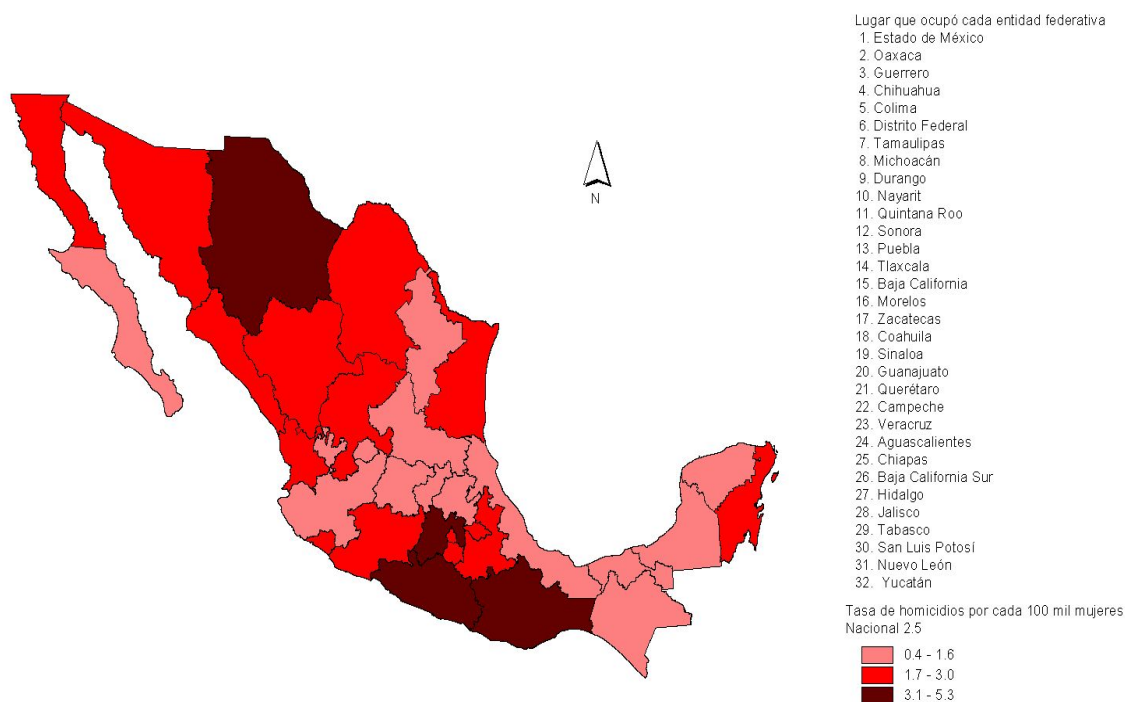 Lugar que ocupó cada entidad federativa
1. Estado de México
2. Oaxaca
3. Guerrero
4. Chihuahua
5. Colima
6. Distrito Federal
7. Tamaulipas
8. Michoacán
9. Durango
10. Nayarit
11. Quintana Roo
12. Sonora
13. Puebla
14. Tlaxcala
15. Baja California
16. Morelos
17. Zacatecas
18. Coahuila
19. Sinaloa
20. Guanajuato
21. Querétaro
22. Campeche
23. Veracruz
24. Aguascalientes
25. Chiapas
26. Baja California Sur
27. Hidalgo
28. Jalisco
29. Tabasco
30. San Luis Potosí
31. Nuevo León
32. Yucatán
N
Tasa de homicidios por cada 100 mil mujeres
Nacional 2.5
0.4 - 1.6
1.7 - 3.0
3.1 - 5.3